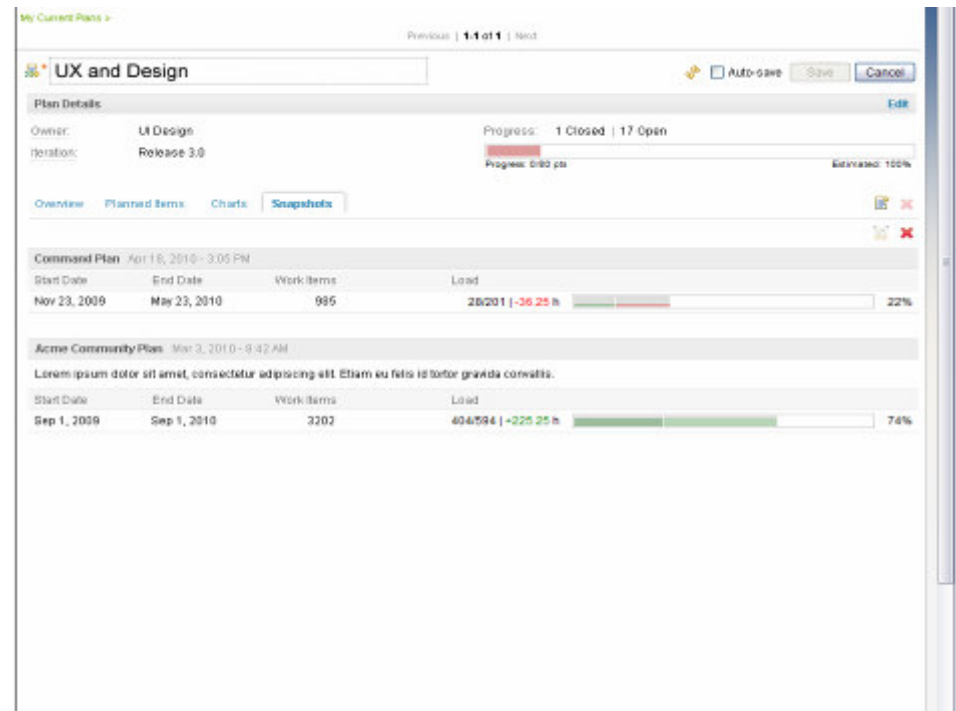 My Current Plans >
Previous | 1-1 of 1 | Next
* UX and Design
Auto-save Save Cancel
Plan Details Edit
Owner: UI Design Progress: 1 Closed | 17 Open
Iteration: Release 3.0
Progress: 0/80 pts Estimated: 100%
Overview Planned Items Charts Snapshots
Command Plan Apr 18, 2010 - 3:05 PM
Start Date End Date Work Items Load
Nov 23, 2009 May 23, 2010 985 28/201 | -36.25 h 22%
Acme Community Plan Mar 3, 2010 - 9:42 AM
Lorem ipsum dolor sit amet, consectetur adipiscing elit. Etiam eu felis id tortor gravida convallis.
Start Date End Date Work Items Load
Sep 1, 2009 Sep 1, 2010 3202 404/594 | +225.25 h 74%